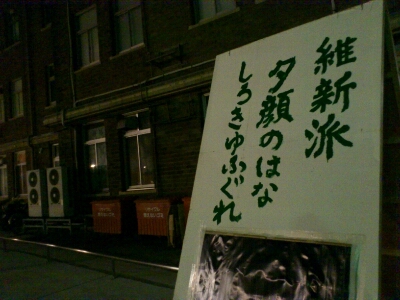 維新派
夕顔のはな
しろきゆふぐれ